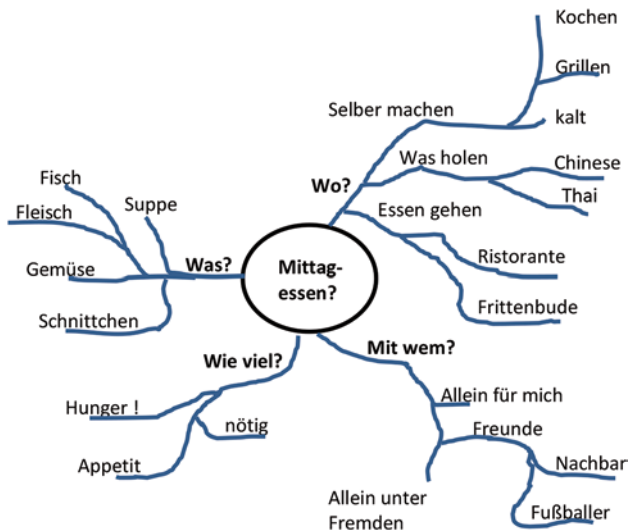 Kochen
Grillen
kalt
Selber machen
Wo?
Was holen
Chinese
Thai
Essen gehen
Ristorante
Frittenbude
Fisch
Fleisch
Suppe
Gemüse
Was?
Schnittchen
Mittag-
essen?
Wie viel?
Hunger !
nötig
Appetit
Mit wem?
Allein für mich
Freunde
Nachbarn
Fußballer
Allein unter
Fremden